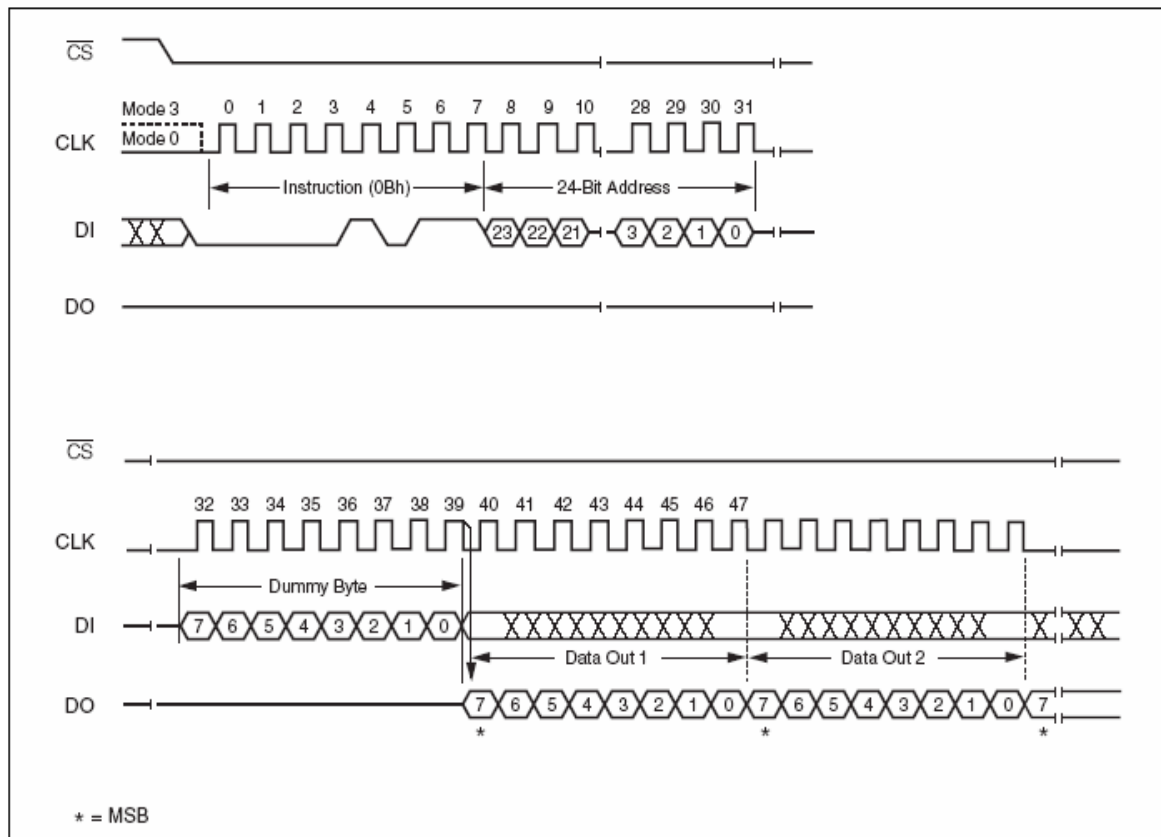 CS
Mode 3
0 1 2 3 4 5 6 7 8 9 10 28 29 30 31
CLK
Mode 0
Instruction (0Bh)
24-Bit Address
DI
23 22 21 3 2 1 0
DO
CS
32 33 34 35 36 37 38 39 40 41 42 43 44 45 46 47
CLK
Dummy Byte
DI
7 6 5 4 3 2 1 0
Data Out 1
Data Out 2
DO
7 6 5 4 3 2 1 0 7 6 5 4 3 2 1 0 7
* * *
* = MSB